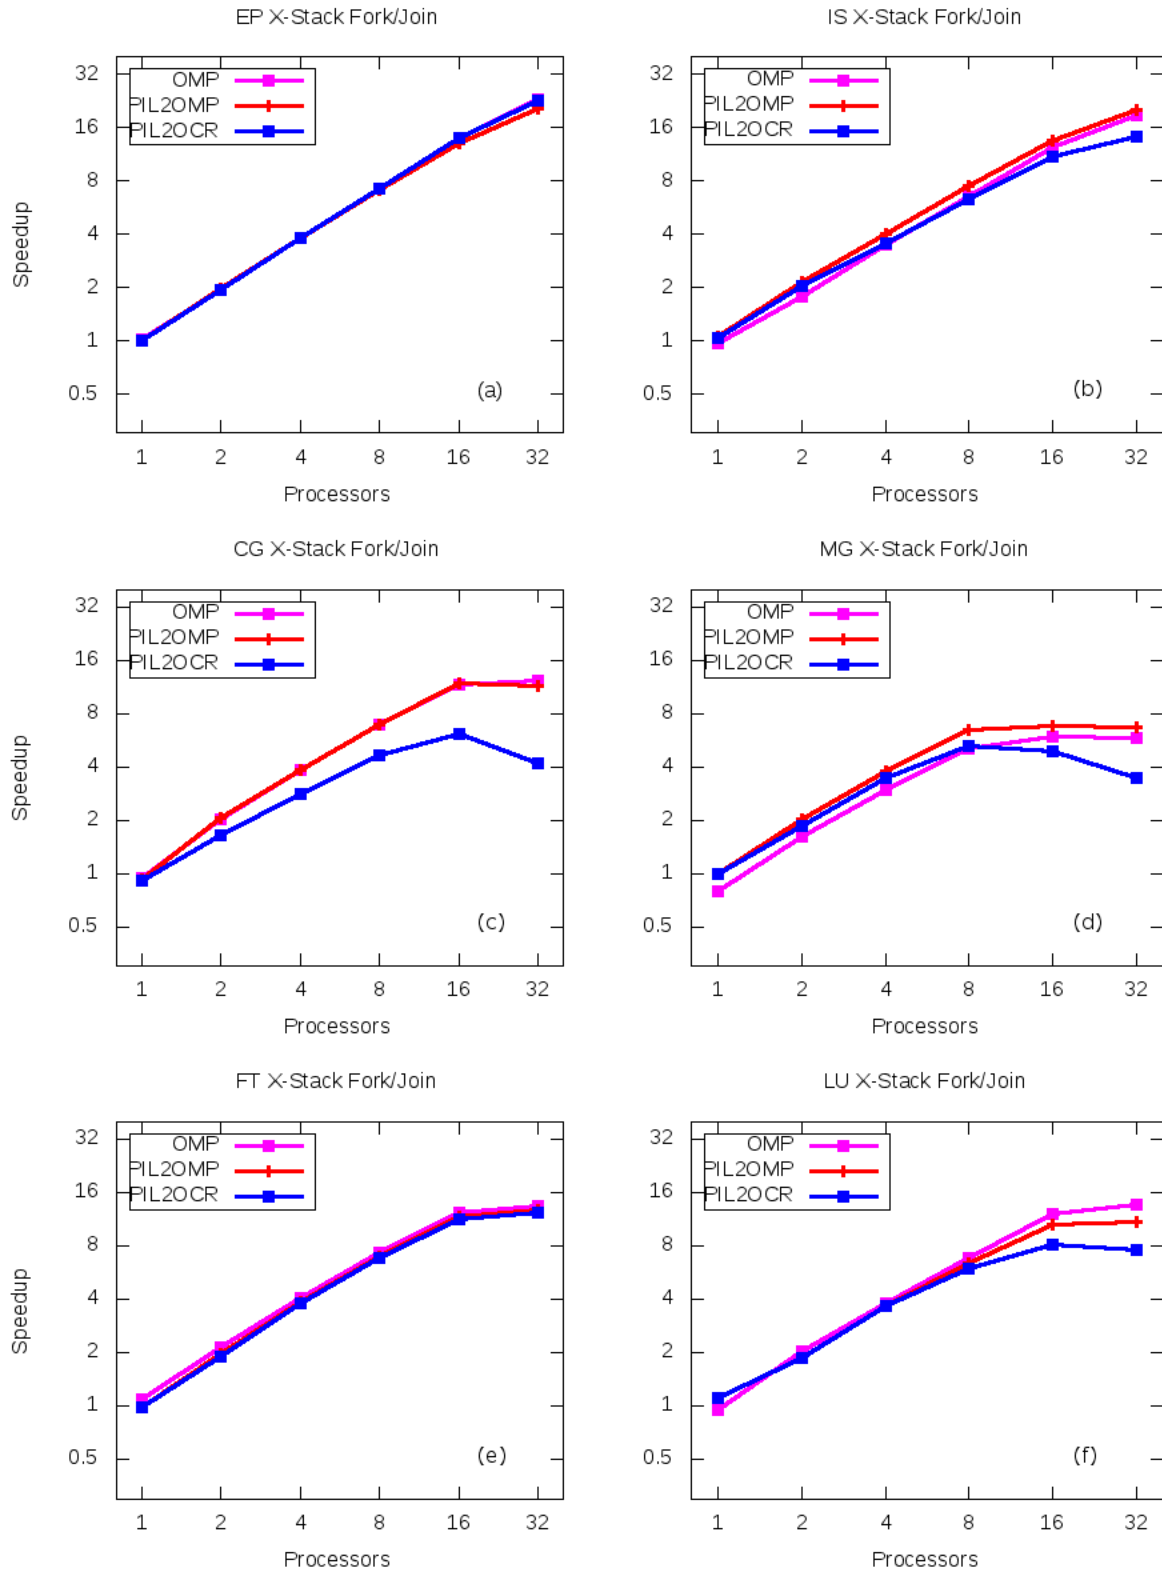 EP X-Stack Fork/Join
32
16
8
4
2
1
0.5
Speedup
OMP
PIL2OMP
PIL2OCR
(a)
1 2 4 8 16 32
Processors
IS X-Stack Fork/Join
32
16
8
4
2
1
0.5
OMP
PIL2OMP
PIL2OCR
(b)
1 2 4 8 16 32
Processors
CG X-Stack Fork/Join
32
16
8
4
2
1
0.5
Speedup
OMP
PIL2OMP
PIL2OCR
(c)
1 2 4 8 16 32
Processors
MG X-Stack Fork/Join
32
16
8
4
2
1
0.5
OMP
PIL2OMP
PIL2OCR
(d)
1 2 4 8 16 32
Processors
FT X-Stack Fork/Join
32
16
8
4
2
1
0.5
Speedup
OMP
PIL2OMP
PIL2OCR
(e)
1 2 4 8 16 32
Processors
LU X-Stack Fork/Join
32
16
8
4
2
1
0.5
OMP
PIL2OMP
PIL2OCR
(f)
1 2 4 8 16 32
Processors